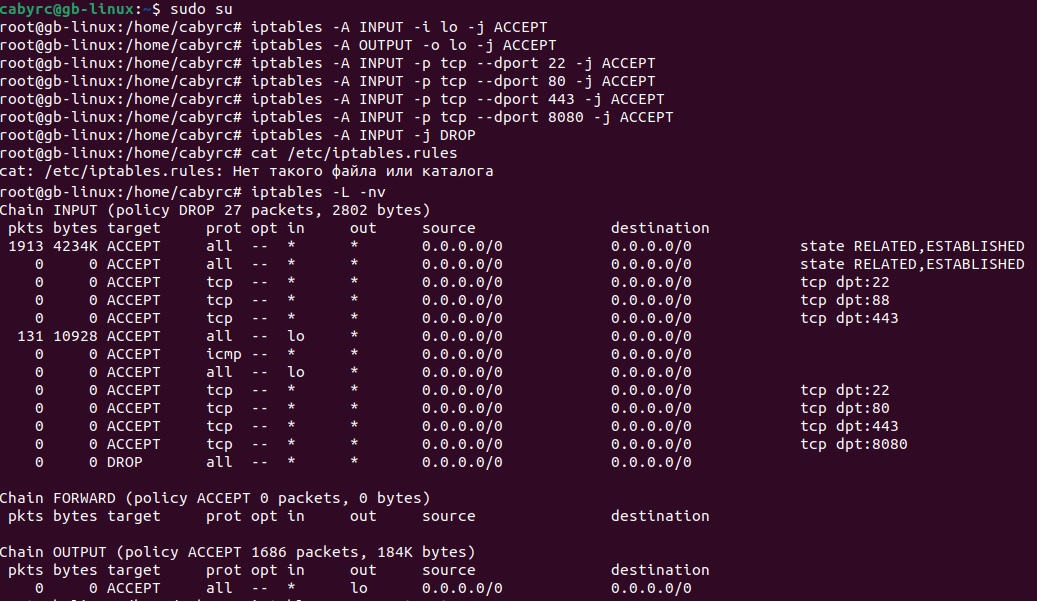 cabyrc@gb-linux:~$ sudo su
root@gb-linux:/home/cabyrc# iptables -A INPUT -i lo -j ACCEPT
root@gb-linux:/home/cabyrc# iptables -A OUTPUT -o lo -j ACCEPT
root@gb-linux:/home/cabyrc# iptables -A INPUT -p tcp --dport 22 -j ACCEPT
root@gb-linux:/home/cabyrc# iptables -A INPUT -p tcp --dport 80 -j ACCEPT
root@gb-linux:/home/cabyrc# iptables -A INPUT -p tcp --dport 443 -j ACCEPT
root@gb-linux:/home/cabyrc# iptables -A INPUT -p tcp --dport 8080 -j ACCEPT
root@gb-linux:/home/cabyrc# iptables -A INPUT -j DROP
root@gb-linux:/home/cabyrc# cat /etc/iptables.rules
cat: /etc/iptables.rules: Нет такого файла или каталога
root@gb-linux:/home/cabyrc# iptables -L -nv
Chain INPUT (policy DROP 27 packets, 2802 bytes)
 pkts bytes target     prot opt in     out     source               destination
 1913 4234K ACCEPT     all  --  *      *       0.0.0.0/0            0.0.0.0/0            state RELATED,ESTABLISHED
    0     0 ACCEPT     all  --  *      *       0.0.0.0/0            0.0.0.0/0            state RELATED,ESTABLISHED
    0     0 ACCEPT     tcp  --  *      *       0.0.0.0/0            0.0.0.0/0            tcp dpt:22
    0     0 ACCEPT     tcp  --  *      *       0.0.0.0/0            0.0.0.0/0            tcp dpt:88
    0     0 ACCEPT     tcp  --  *      *       0.0.0.0/0            0.0.0.0/0            tcp dpt:443
  131 10928 ACCEPT     all  --  lo     *       0.0.0.0/0            0.0.0.0/0
    0     0 ACCEPT     icmp --  *      *       0.0.0.0/0            0.0.0.0/0
    0     0 ACCEPT     all  --  lo     *       0.0.0.0/0            0.0.0.0/0
    0     0 ACCEPT     tcp  --  *      *       0.0.0.0/0            0.0.0.0/0            tcp dpt:22
    0     0 ACCEPT     tcp  --  *      *       0.0.0.0/0            0.0.0.0/0            tcp dpt:80
    0     0 ACCEPT     tcp  --  *      *       0.0.0.0/0            0.0.0.0/0            tcp dpt:443
    0     0 ACCEPT     tcp  --  *      *       0.0.0.0/0            0.0.0.0/0            tcp dpt:8080
    0     0 DROP       all  --  *      *       0.0.0.0/0            0.0.0.0/0
Chain FORWARD (policy ACCEPT 0 packets, 0 bytes)
 pkts bytes target     prot opt in     out     source               destination
Chain OUTPUT (policy ACCEPT 1686 packets, 184K bytes)
 pkts bytes target     prot opt in     out     source               destination
    0     0 ACCEPT     all  --  *      lo      0.0.0.0/0            0.0.0.0/0